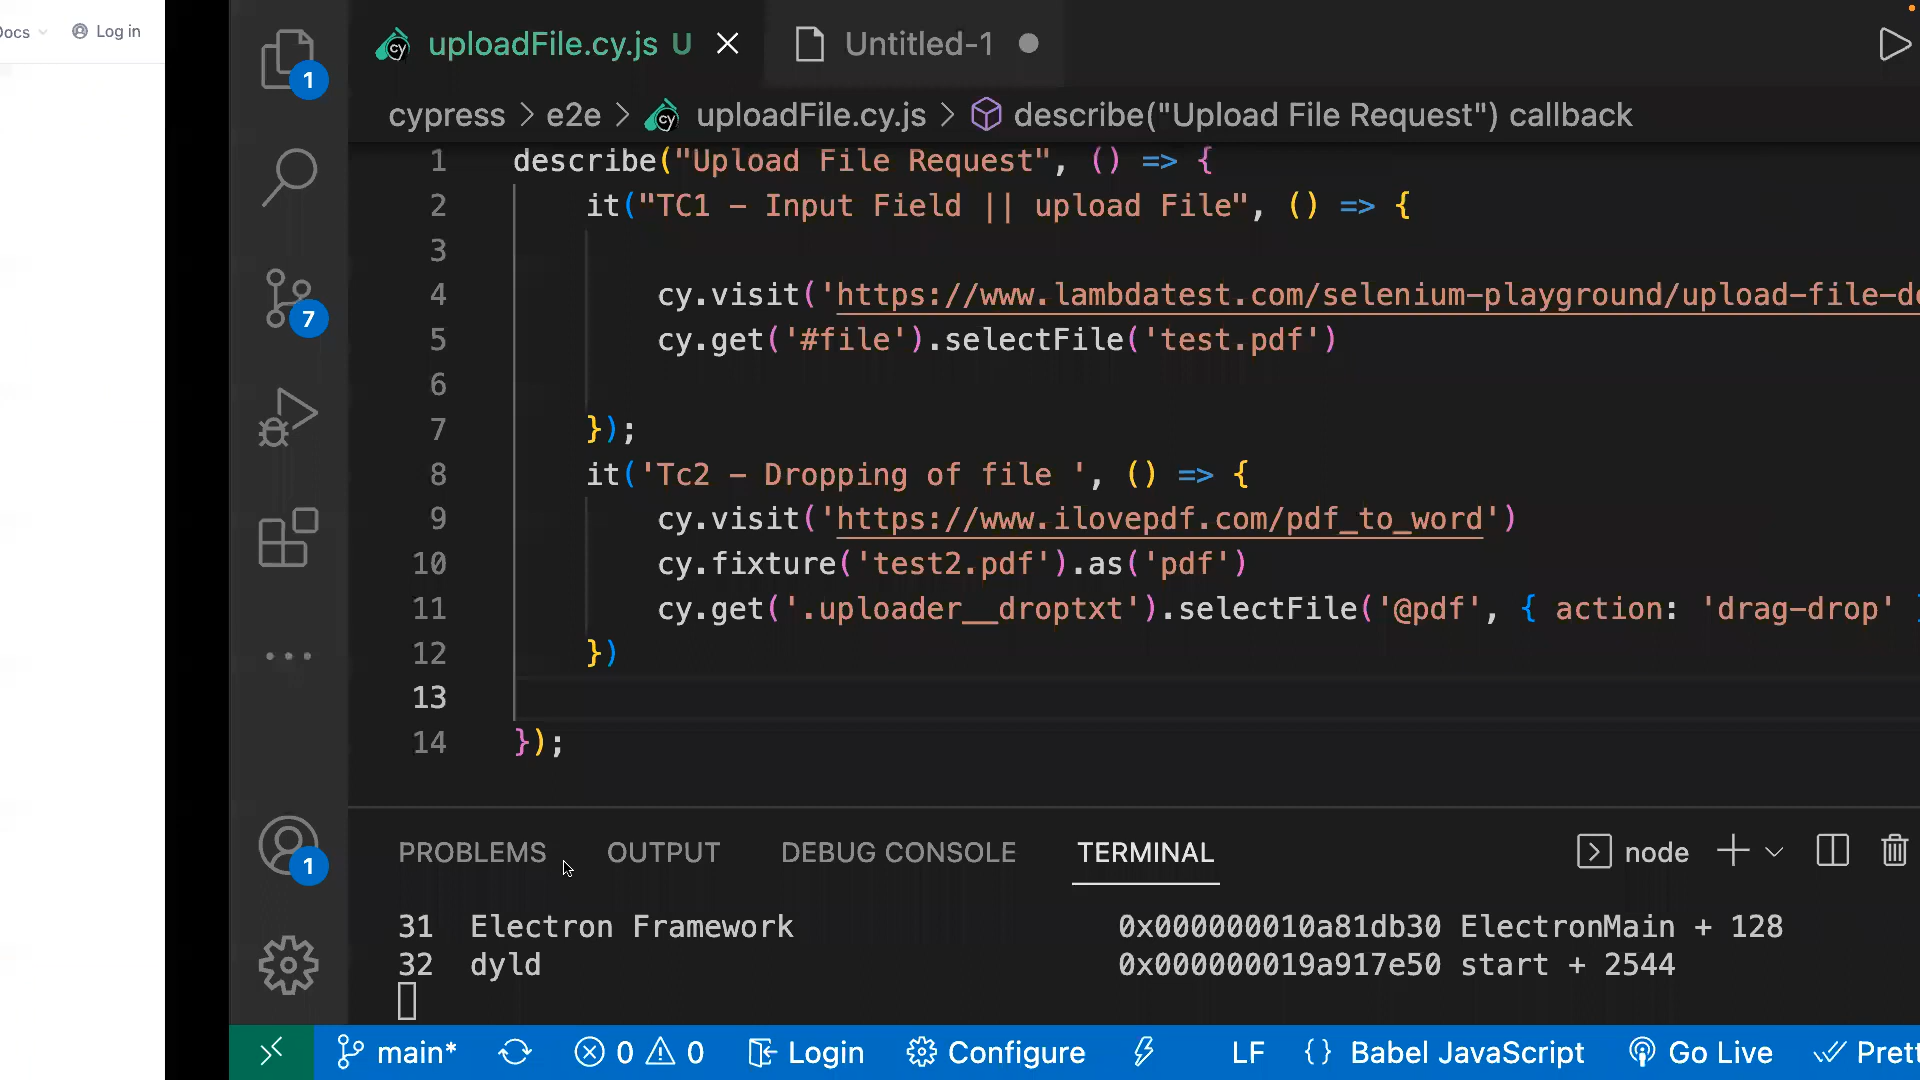 Docs
Log in
uploadFile.cy.js U
Untitled-1
cypress > e2e > uploadFile.cy.js > describe("Upload File Request") callback
1 describe("Upload File Request", () => {
2 it("TC1 – Input Field || upload File", () => {
3
4 cy.visit('https://www.lambdatest.com/selenium-playground/upload-file-de
5 cy.get('#file').selectFile('test.pdf')
6
7 });
8 it('Tc2 – Dropping of file ', () => {
9 cy.visit('https://www.ilovepdf.com/pdf_to_word')
10 cy.fixture('test2.pdf').as('pdf')
11 cy.get('.uploader__droptxt').selectFile('@pdf', { action: 'drag-drop' }
12 })
13
14 });
1
7
1
PROBLEMS OUTPUT DEBUG CONSOLE TERMINAL
node
31 Electron Framework 0x000000010a81db30 ElectronMain + 128
32 dyld 0x000000019a917e50 start + 2544
main* 0 0 Login Configure LF {} Babel JavaScript Go Live Prett